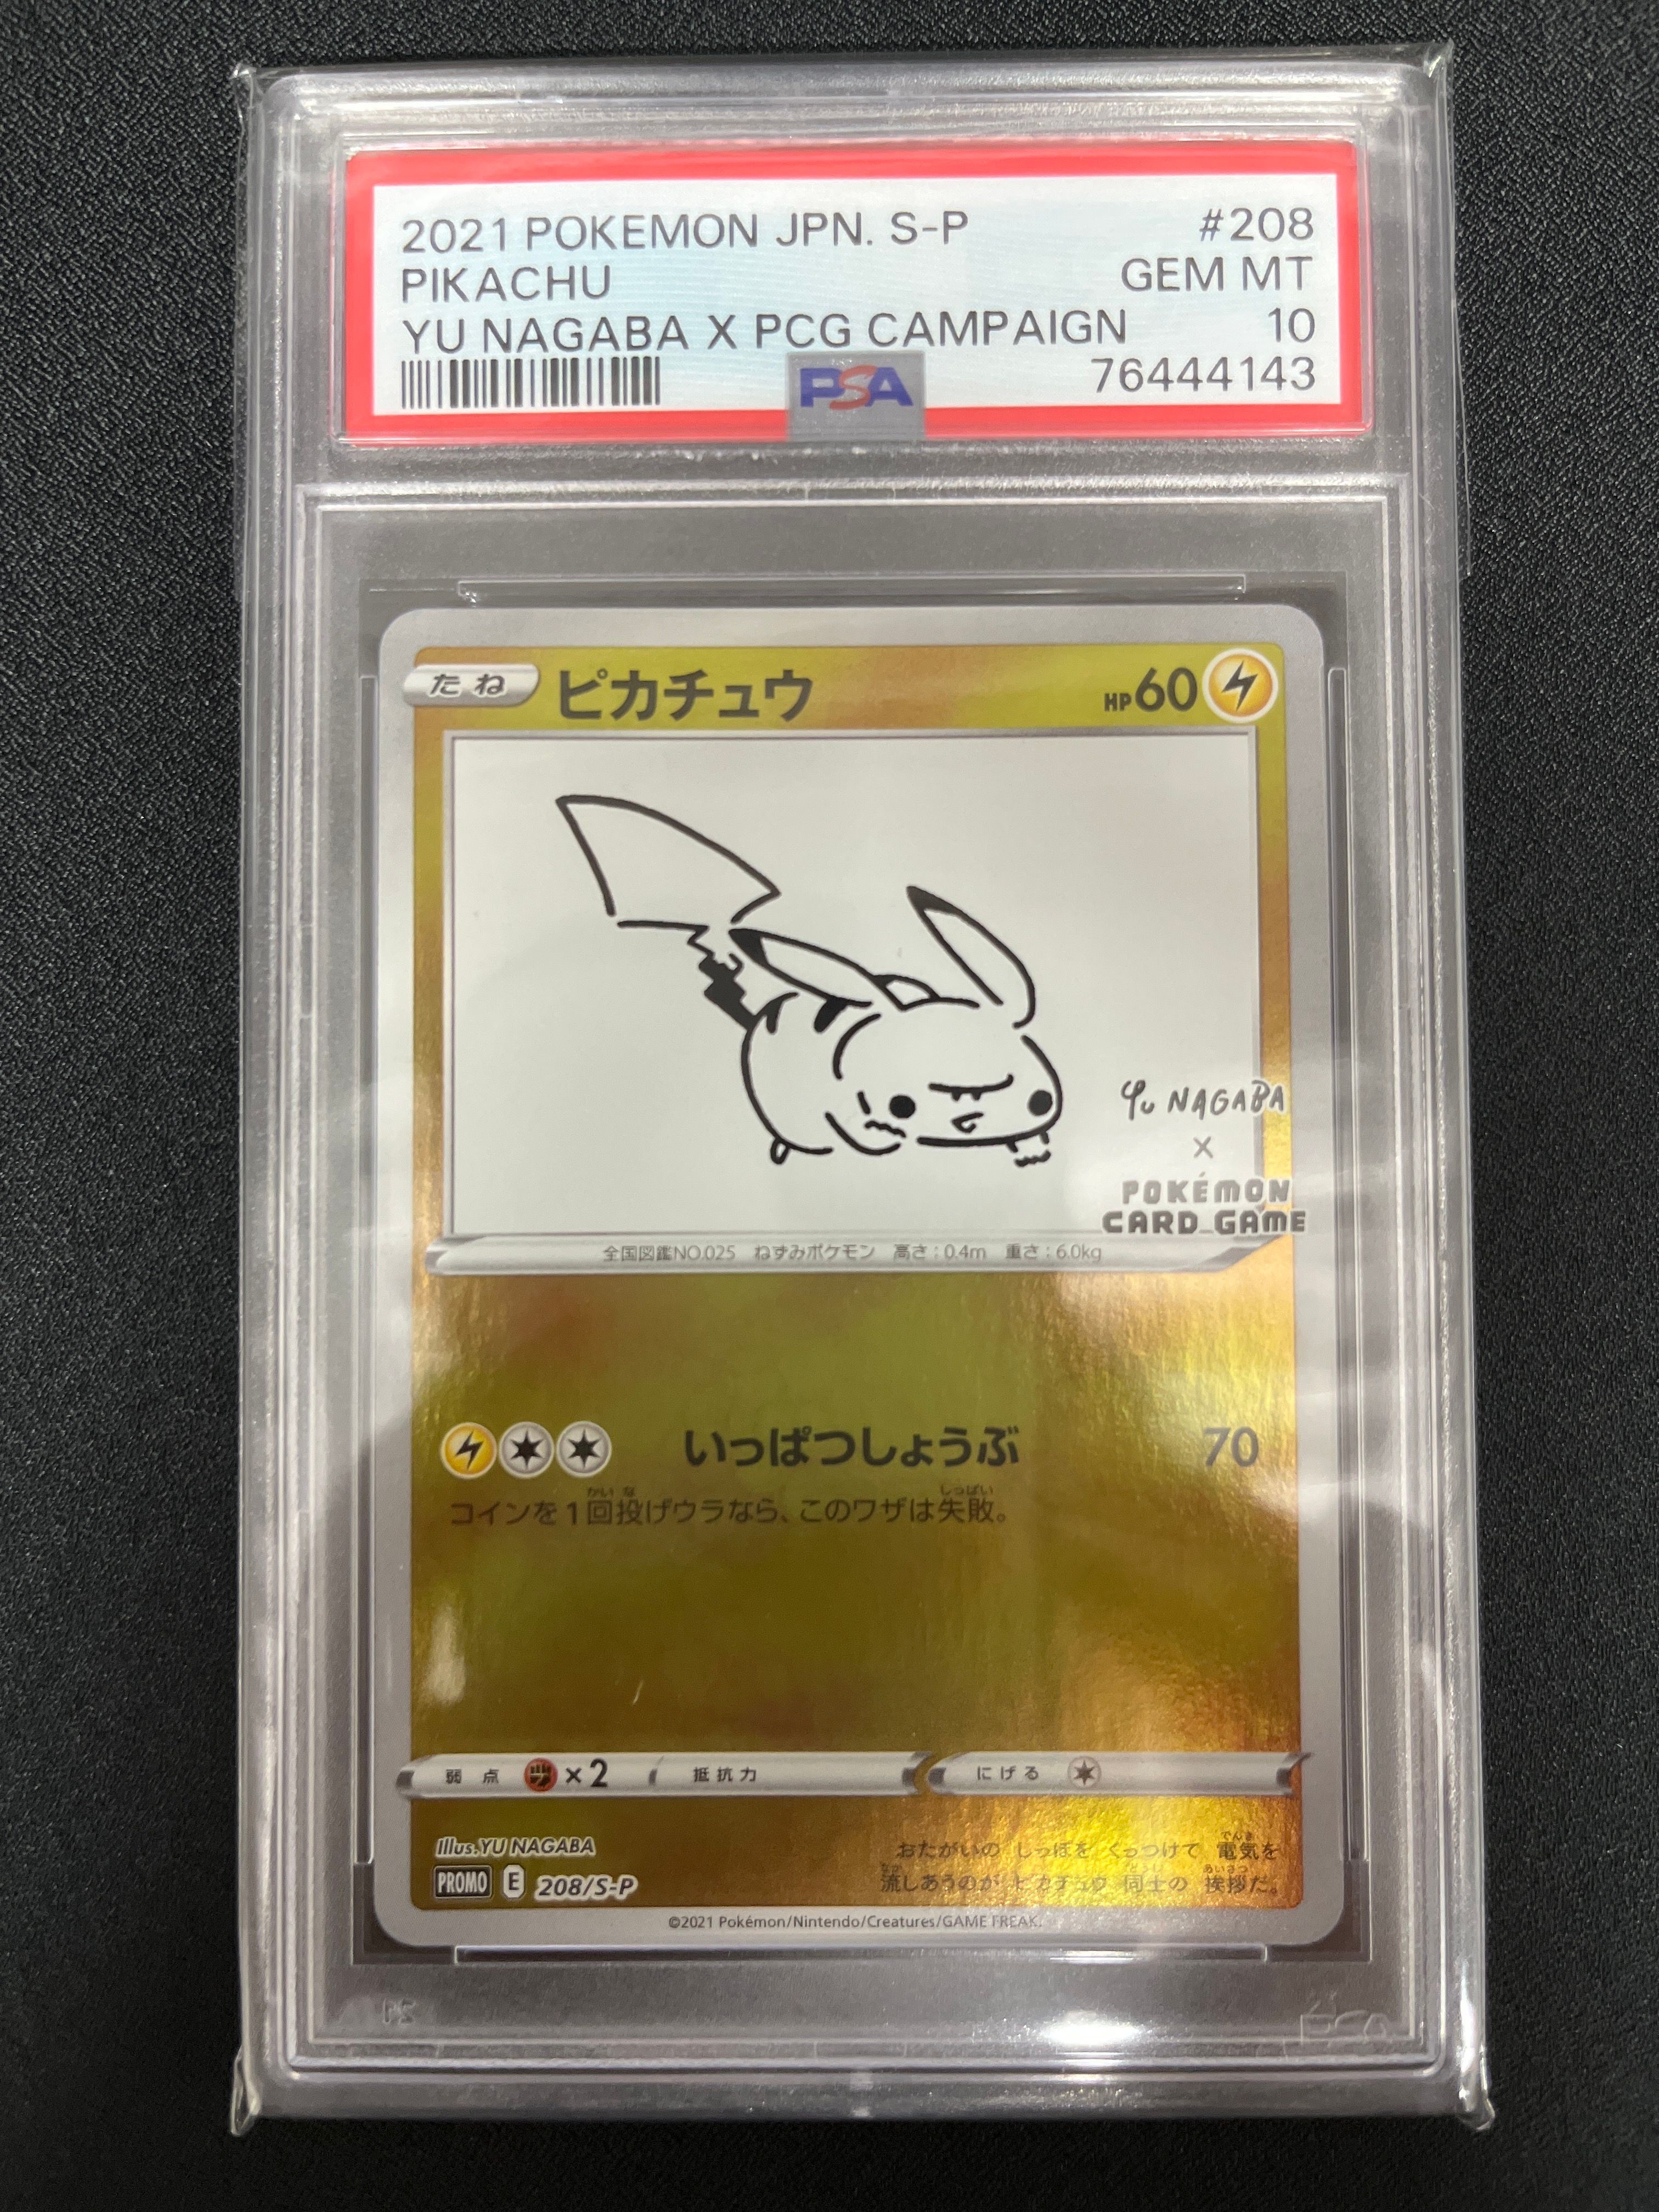 2021 POKEMON JPN. S-P #208
PIKACHU GEM MT
YU NAGABA X PCG CAMPAIGN 10
76444143
PSA
たね ピカチュウ HP60
Yu NAGABA
×
POKÉMON
CARD GAME
全国図鑑NO.025 ねずみポケモン 高さ:0.4m 重さ:6.0kg
いっぱつしょうぶ 70
コインを1回投げウラなら、このワザは失敗。
弱点 ×2 抵抗力 にげる
Illus.YU NAGABA
PROMO E 208/S-P
おたがいの しっぽを くっつけて 電気を
流しあうのが ピカチュウ 同士の 挨拶だ。
©2021 Pokémon/Nintendo/Creatures/GAME FREAK.
PSA